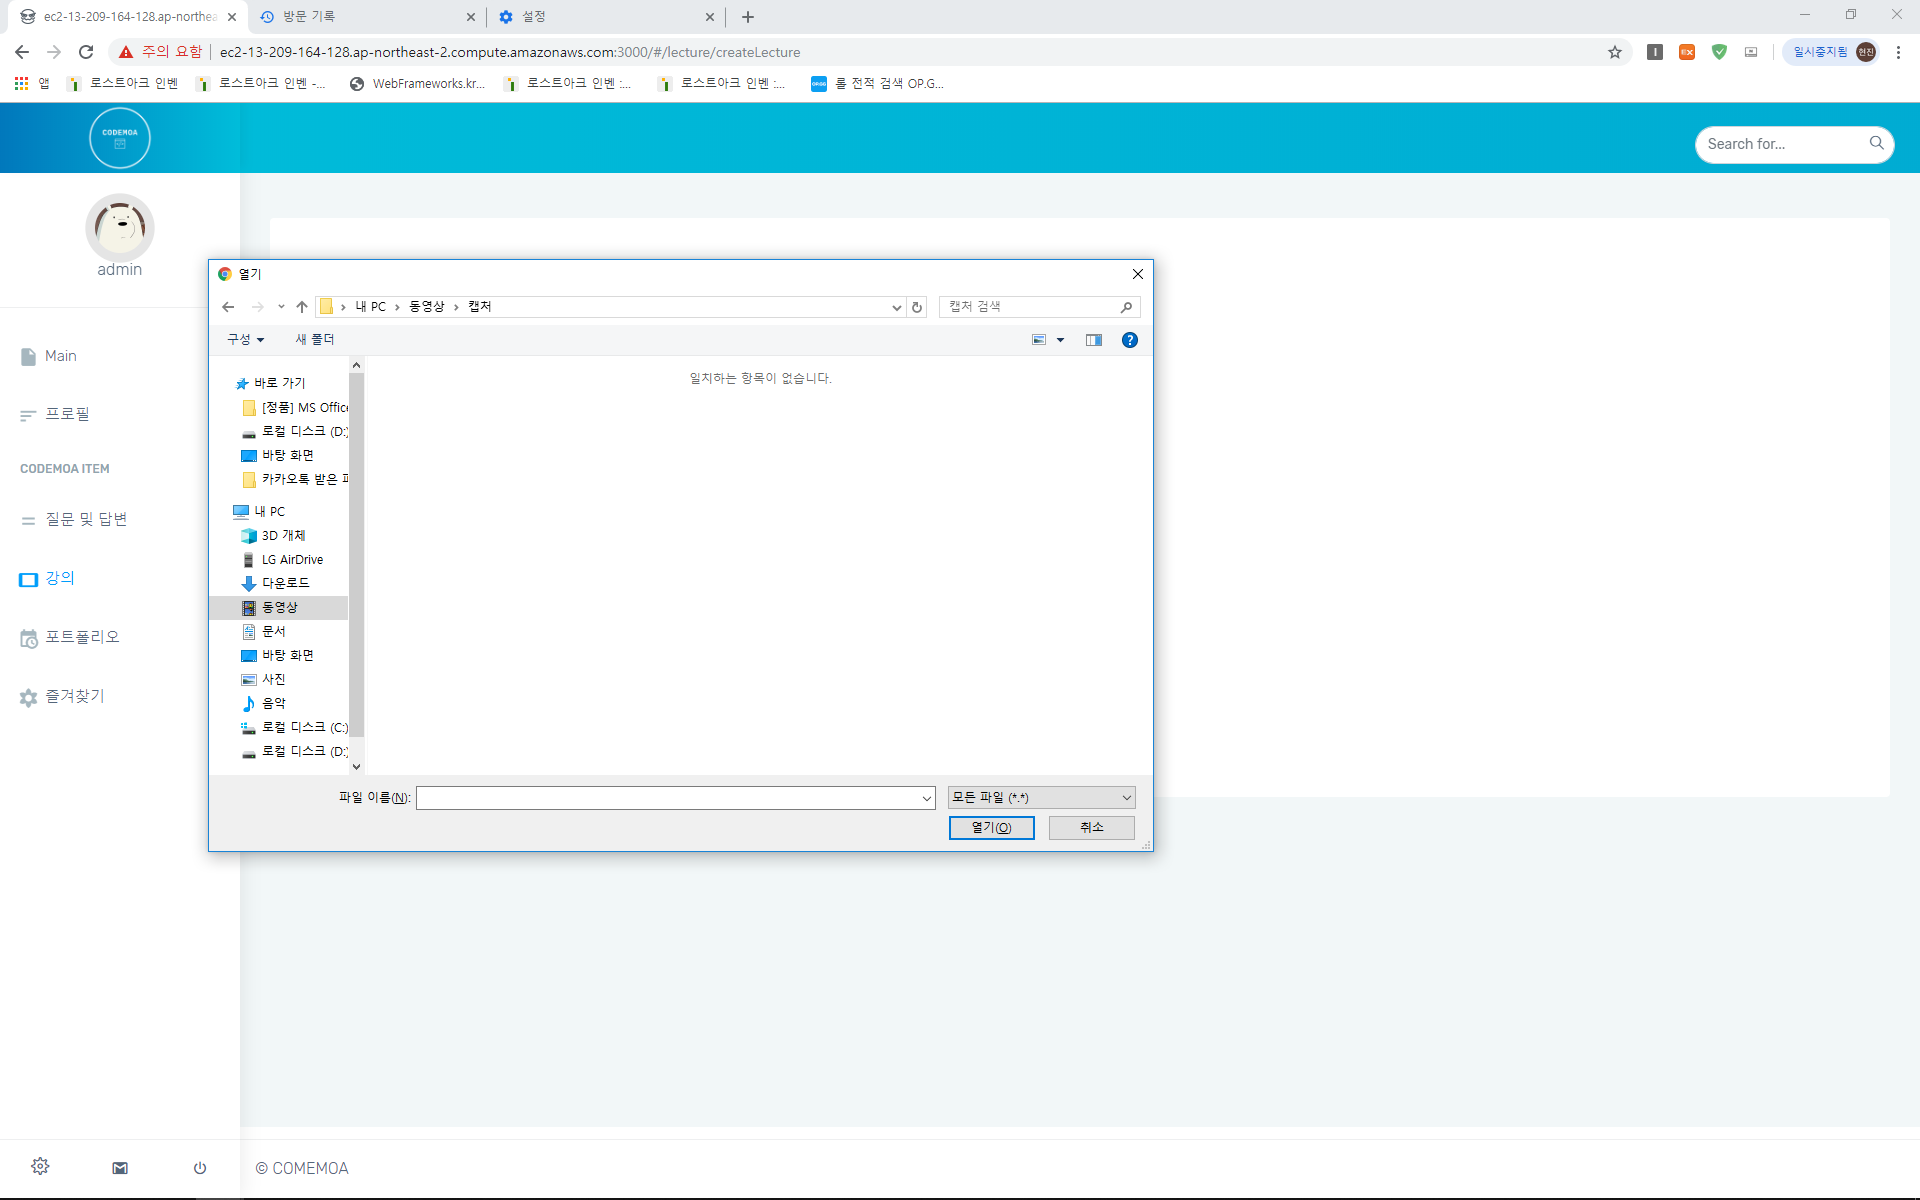 ec2-13-209-164-128.ap-northea
방문 기록
설정
주의 요함
ec2-13-209-164-128.ap-northeast-2.compute.amazonaws.com:3000/#/lecture/createLecture
일시중지됨
현진
앱
로스트아크 인벤
로스트아크 인벤 -...
WebFrameworks.kr...
로스트아크 인벤 :...
로스트아크 인벤 :...
롤 전적 검색 OP.G...
CODEMOA
Search for...
admin
Main
프로필
CODEMOA ITEM
질문 및 답변
강의
포트폴리오
즐겨찾기
열기
내 PC
동영상
캡처
캡처 검색
구성
새 폴더
바로 가기
[정품] MS Office
로컬 디스크 (D:)
바탕 화면
카카오톡 받은 파
내 PC
3D 개체
LG AirDrive
다운로드
동영상
문서
바탕 화면
사진
음악
로컬 디스크 (C:)
로컬 디스크 (D:)
일치하는 항목이 없습니다.
파일 이름(N):
모든 파일 (*.*)
열기(O)
취소
© COMEMOA